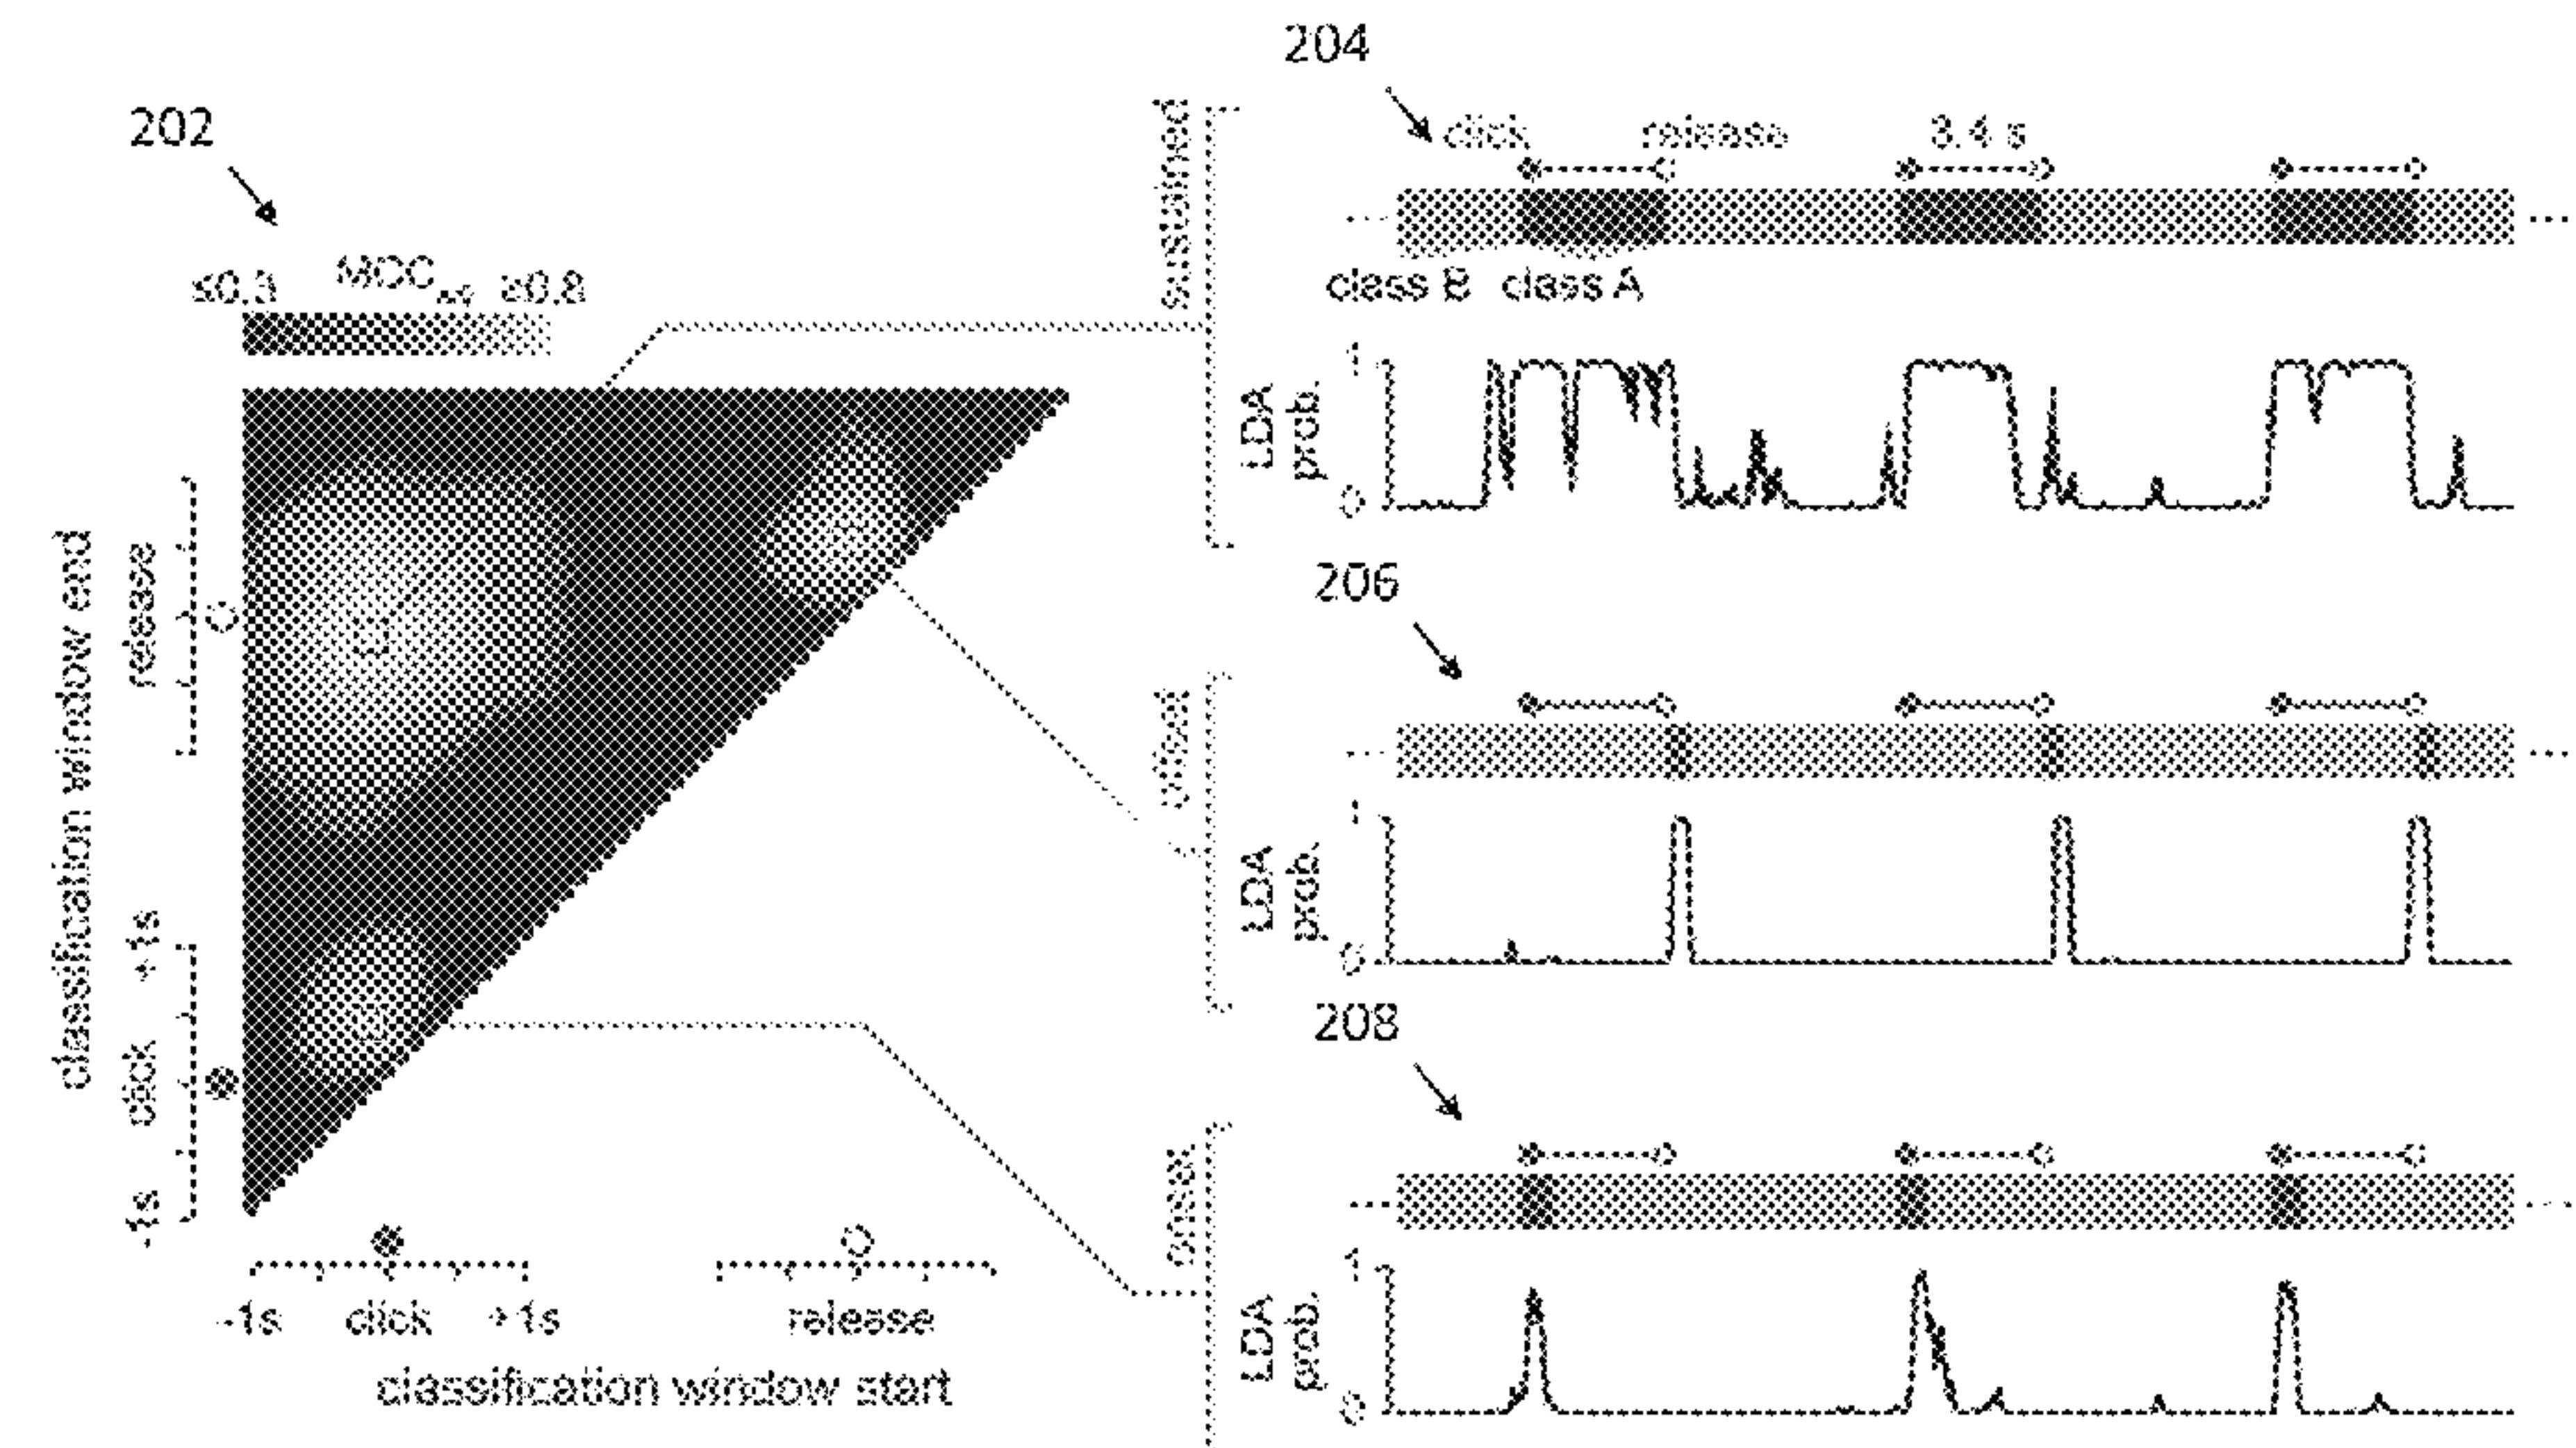 202
≤0.3 MCC ≥0.8
classification window end
release
click
+1s
-1s
-1s click +1s release
classification window start
sustained
204
click release 3.4 s
class B class A
LDA prob.
1
0
offset
206
LDA prob.
1
0
onset
208
LDA prob.
1
0